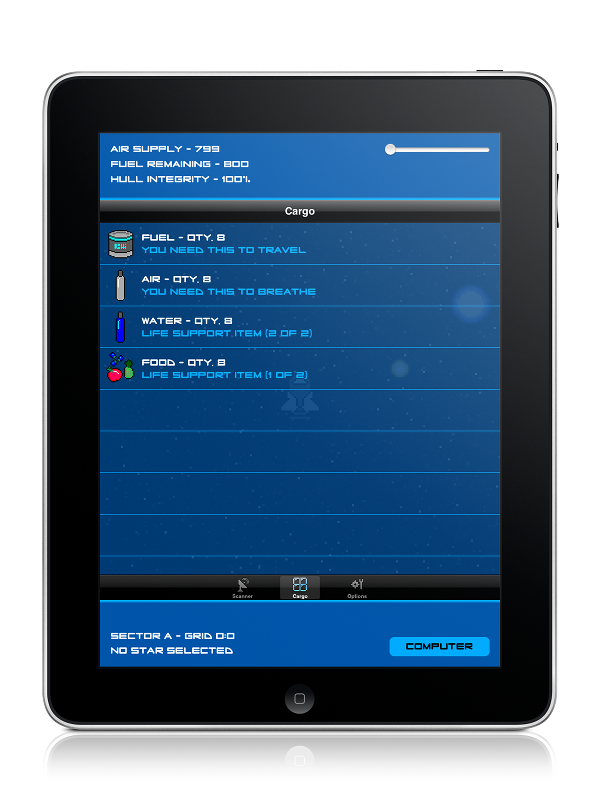 AIR SUPPLY - 799
FUEL REMAINING - 800
HULL INTEGRITY - 100%
Cargo
FUEL - QTY. 8
YOU NEED THIS TO TRAVEL
AIR - QTY. 8
YOU NEED THIS TO BREATHE
WATER - QTY. 8
LIFE SUPPORT ITEM (2 OF 2)
FOOD - QTY. 8
LIFE SUPPORT ITEM (1 OF 2)
Scanner
Cargo
Options
SECTOR A - GRID 0:0
NO STAR SELECTED
COMPUTER